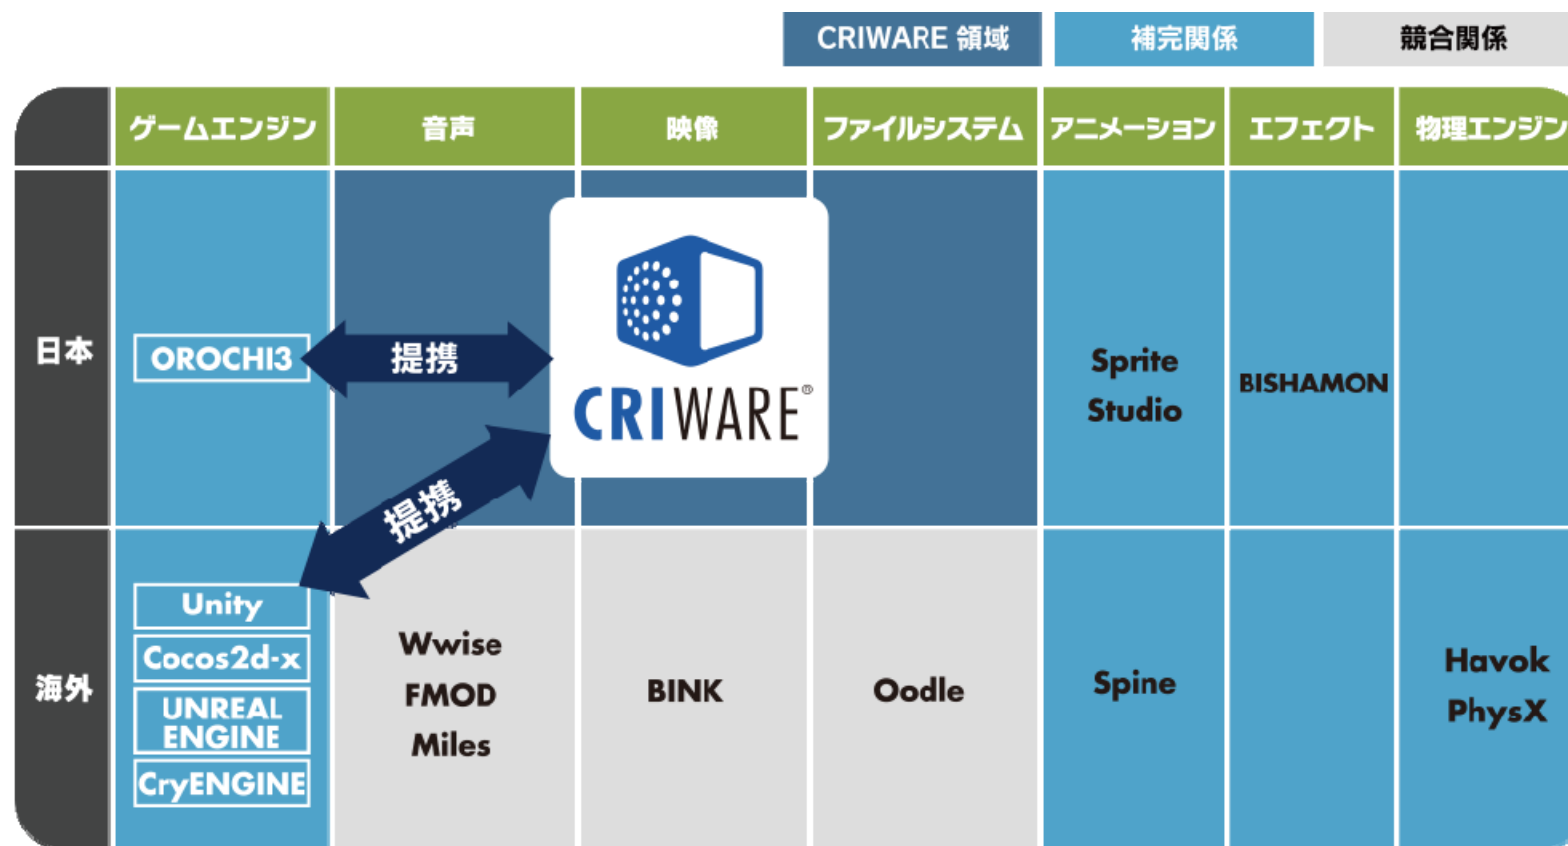 CRIWARE 領域
補完関係
競合関係
ゲームエンジン
音声
映像
ファイルシステム
アニメーション
エフェクト
物理エンジン
日本
OROCHI3
提携
CRIWARE®
Sprite
Studio
BISHAMON
提携
海外
Unity
Cocos2d-x
UNREAL
ENGINE
CryENGINE
Wwise
FMOD
Miles
BINK
Oodle
Spine
Havok
PhysX